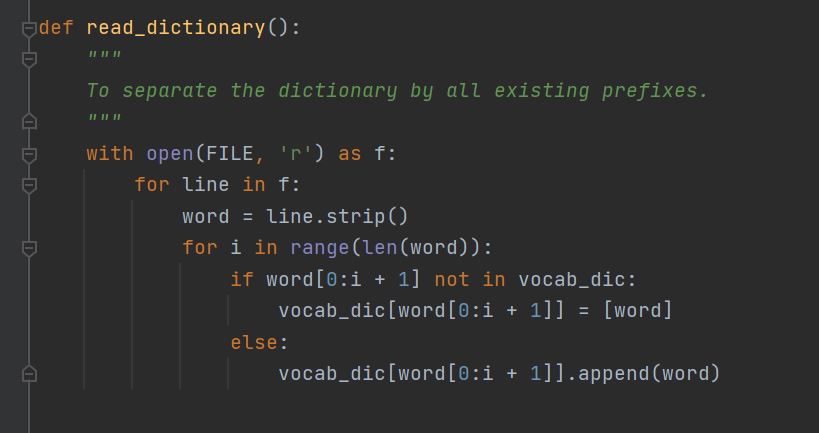 def read_dictionary():
    """
    To separate the dictionary by all existing prefixes.
    """
    with open(FILE, 'r') as f:
        for line in f:
            word = line.strip()
            for i in range(len(word)):
                if word[0:i + 1] not in vocab_dic:
                    vocab_dic[word[0:i + 1]] = [word]
                else:
                    vocab_dic[word[0:i + 1]].append(word)